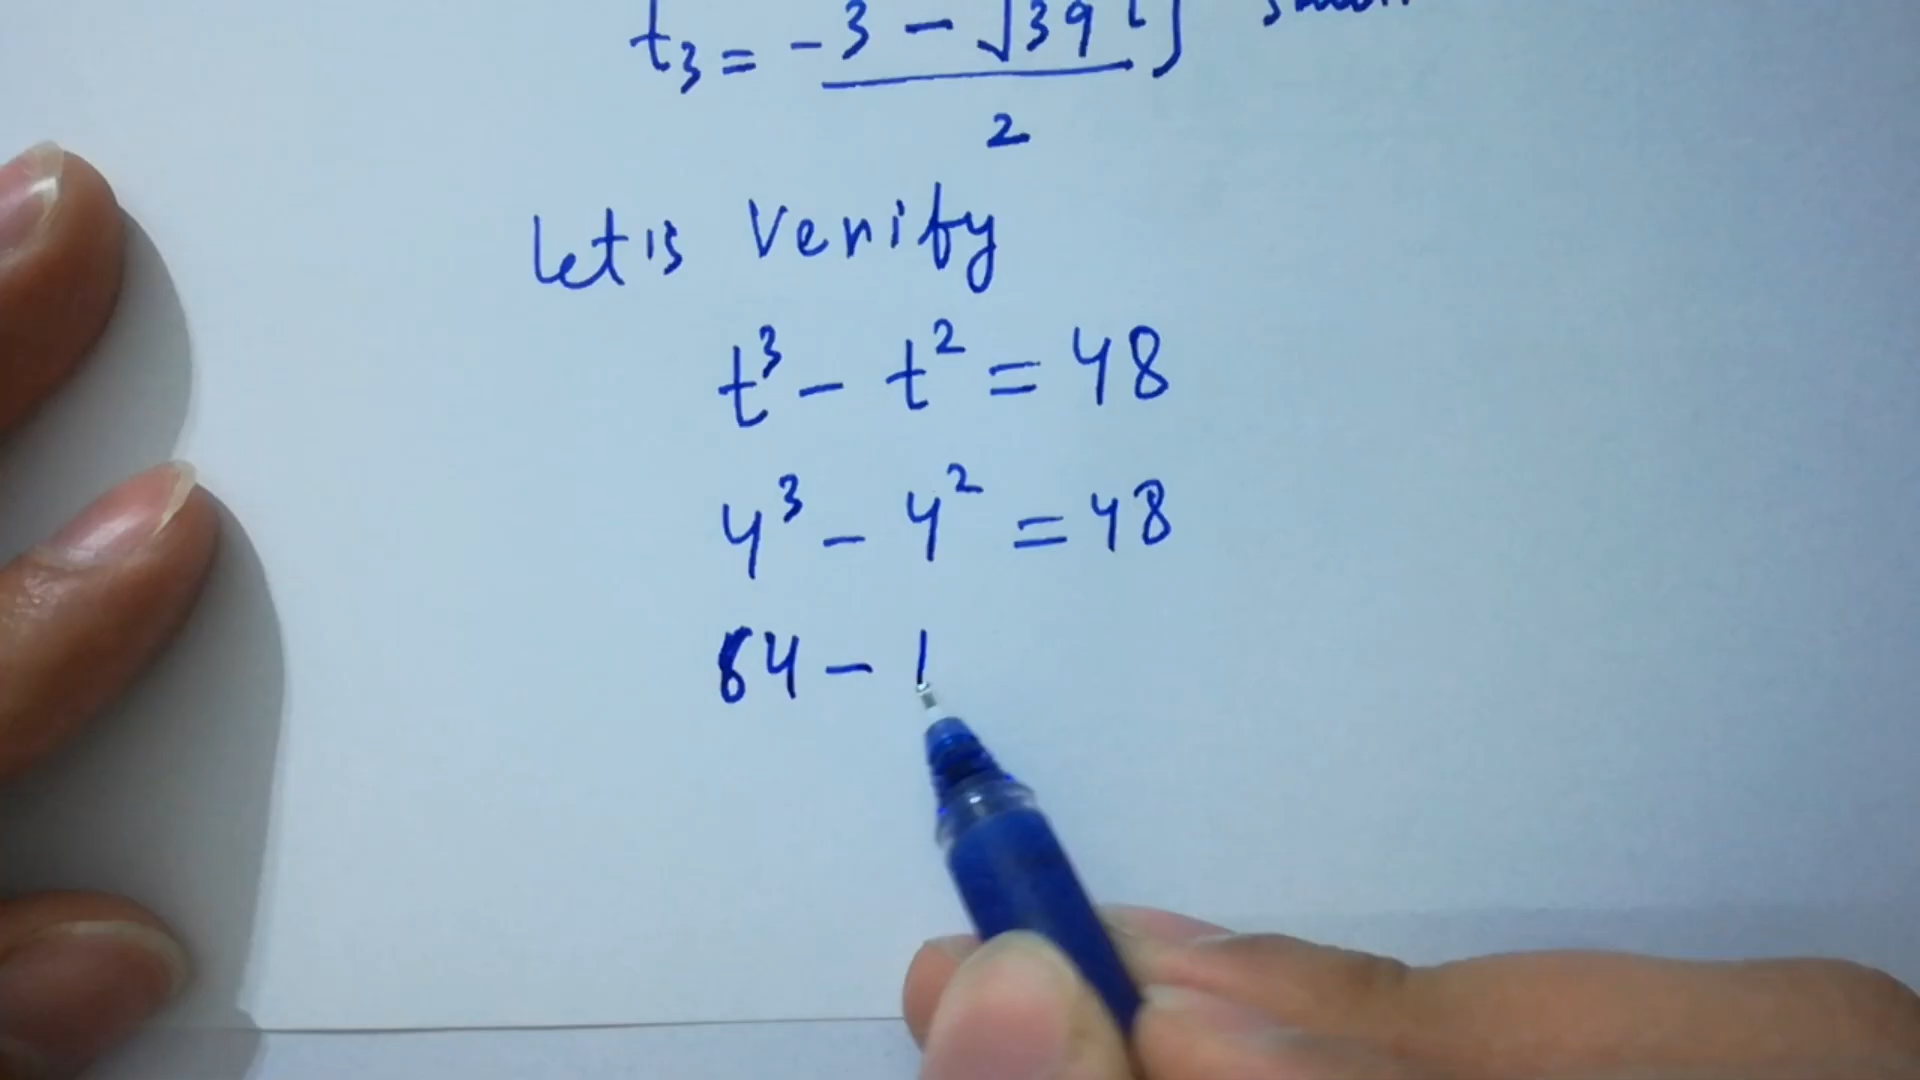 t₃ = -3 - √39 i
2
Let's Verify
t³ - t² = 48
4³ - 4² = 48
64 - 1